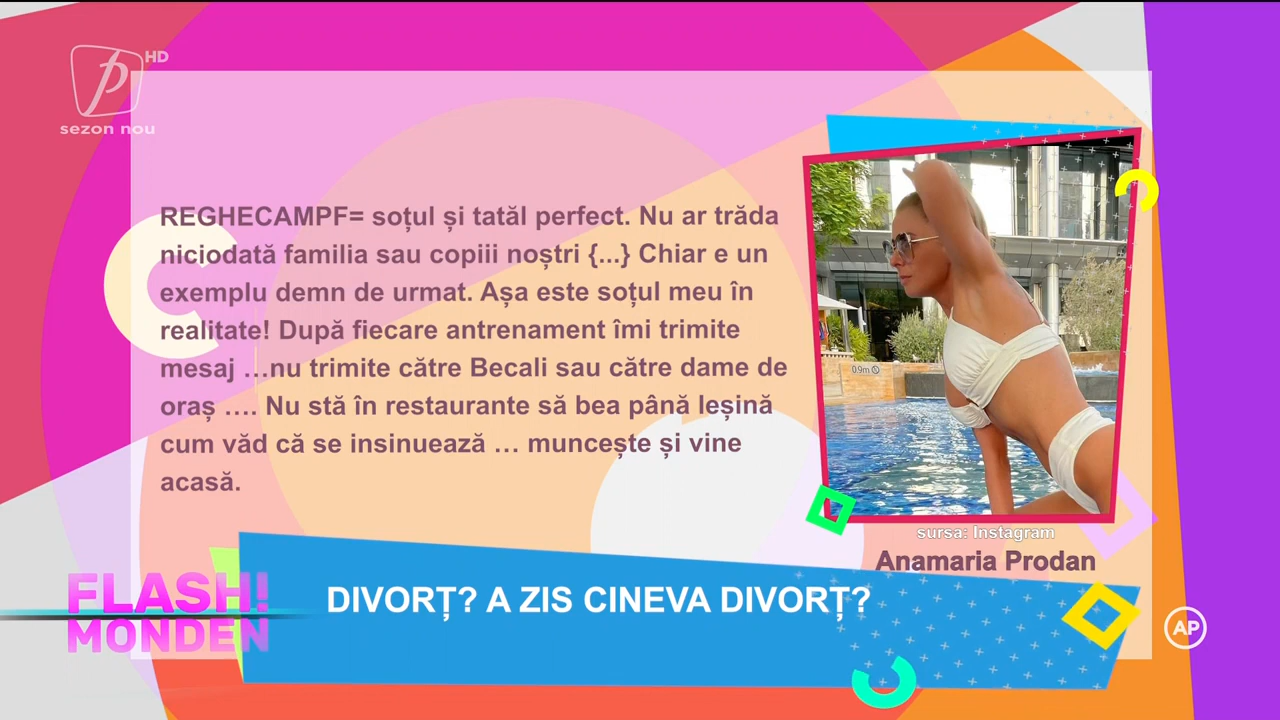 HD
sezon nou
REGHECAMPF= soțul și tatăl perfect. Nu ar trăda
niciodată familia sau copiii noștri {...} Chiar e un
exemplu demn de urmat. Așa este soțul meu în
realitate! După fiecare antrenament îmi trimite
mesaj …nu trimite către Becali sau către dame de
oraș …. Nu stă în restaurante să bea până leșină
cum văd că se insinuează … muncește și vine
acasă.
0.9m
sursa: Instagram
Anamaria Prodan
FLASH!
MONDEN
DIVORȚ? A ZIS CINEVA DIVORȚ?
AP